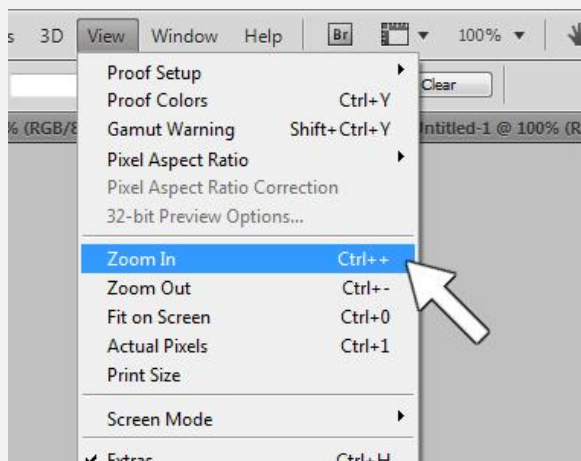 s 3D View Window Help Br 100%
Proof Setup
Clear
Proof Colors Ctrl+Y
% (RGB/8 Gamut Warning Shift+Ctrl+Y Untitled-1 @ 100% (R
Pixel Aspect Ratio
Pixel Aspect Ratio Correction
32-bit Preview Options...
Zoom In Ctrl++
Zoom Out Ctrl+-
Fit on Screen Ctrl+0
Actual Pixels Ctrl+1
Print Size
Screen Mode
Extras Ctrl+H